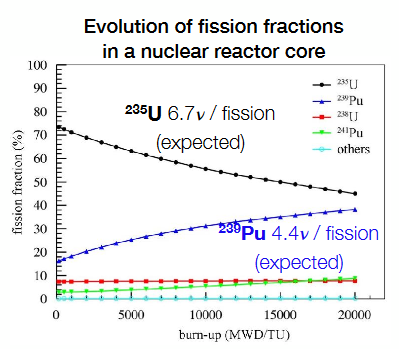 Evolution of fission fractions
in a nuclear reactor core
fission fraction (%)
100
90
80
70
60
50
40
30
20
10
0
²³⁵U 6.7ν / fission
(expected)
²³⁵U
²³⁹Pu
²³⁸U
²⁴¹Pu
others
²³⁹Pu 4.4ν / fission
(expected)
0 5000 10000 15000 20000
burn-up (MWD/TU)